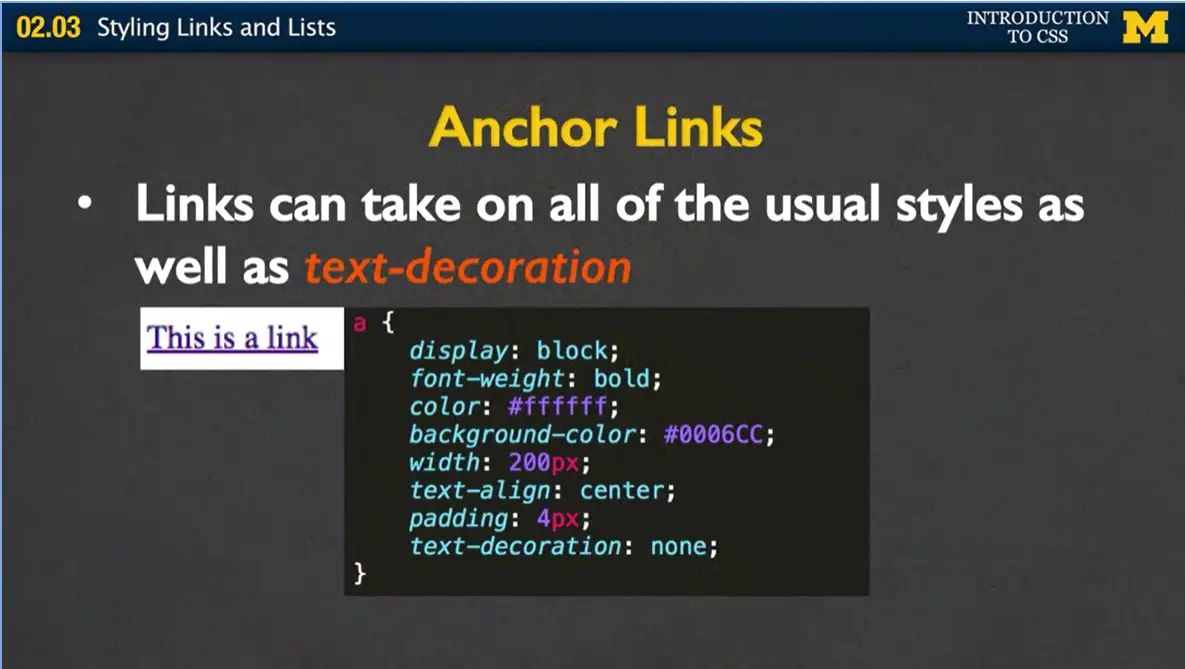 02.03 Styling Links and Lists
INTRODUCTION
TO CSS
M
Anchor Links
• Links can take on all of the usual styles as
well as text-decoration
This is a link
a {
display: block;
font-weight: bold;
color: #ffffff;
background-color: #0006CC;
width: 200px;
text-align: center;
padding: 4px;
text-decoration: none;
}